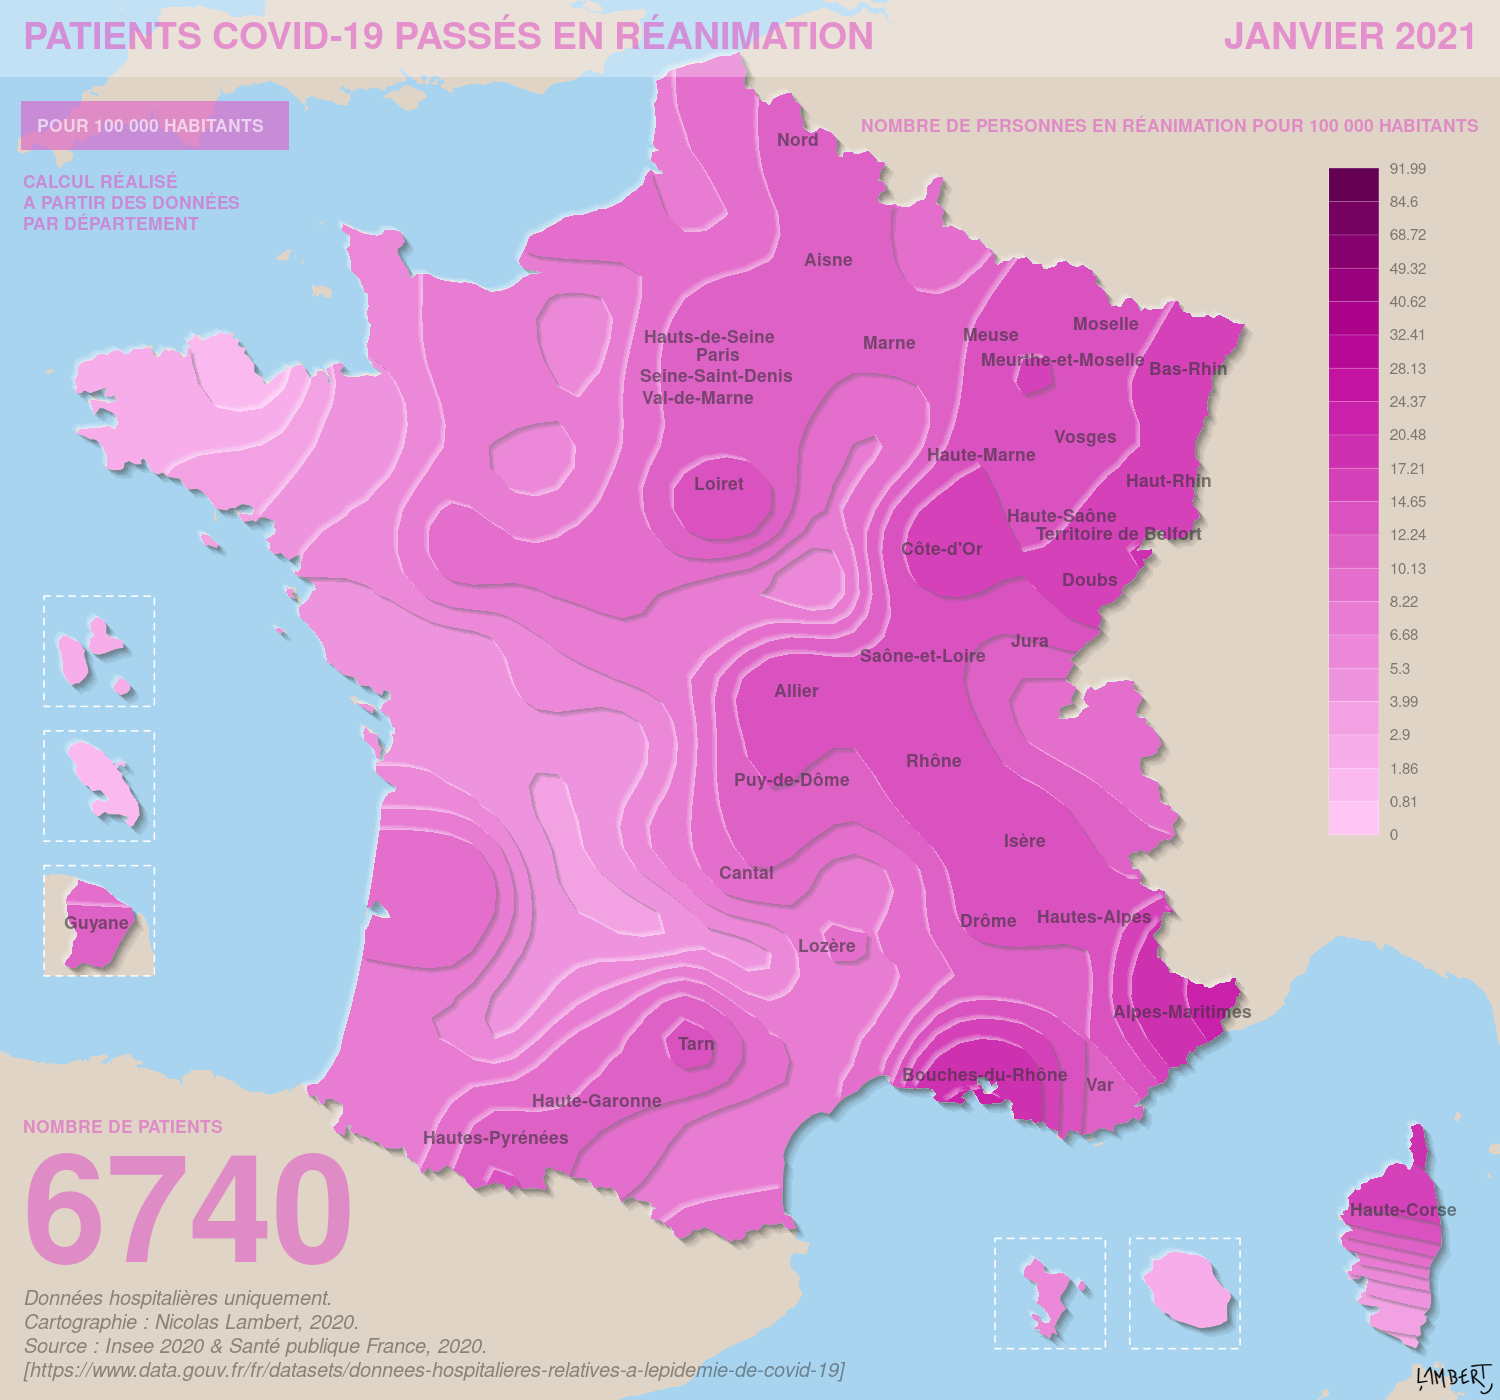 PATIENTS COVID-19 PASSÉS EN RÉANIMATION
JANVIER 2021
POUR 100 000 HABITANTS
CALCUL RÉALISÉ
A PARTIR DES DONNÉES
PAR DÉPARTEMENT
NOMBRE DE PERSONNES EN RÉANIMATION POUR 100 000 HABITANTS
91.99
84.6
68.72
49.32
40.62
32.41
28.13
24.37
20.48
17.21
14.65
12.24
10.13
8.22
6.68
5.3
3.99
2.9
1.86
0.81
0
Nord
Aisne
Hauts-de-Seine
Paris
Seine-Saint-Denis
Val-de-Marne
Marne
Meuse
Moselle
Meurthe-et-Moselle
Bas-Rhin
Vosges
Haute-Marne
Loiret
Haut-Rhin
Haute-Saône
Territoire de Belfort
Côte-d'Or
Doubs
Jura
Saône-et-Loire
Allier
Rhône
Puy-de-Dôme
Isère
Cantal
Drôme
Hautes-Alpes
Lozère
Guyane
Alpes-Maritimes
Tarn
Bouches-du-Rhône
Var
Haute-Garonne
Hautes-Pyrénées
Haute-Corse
NOMBRE DE PATIENTS
6740
Données hospitalières uniquement.
Cartographie : Nicolas Lambert, 2020.
Source : Insee 2020 & Santé publique France, 2020.
[https://www.data.gouv.fr/fr/datasets/donnees-hospitalieres-relatives-a-lepidemie-de-covid-19]
LAMBERT